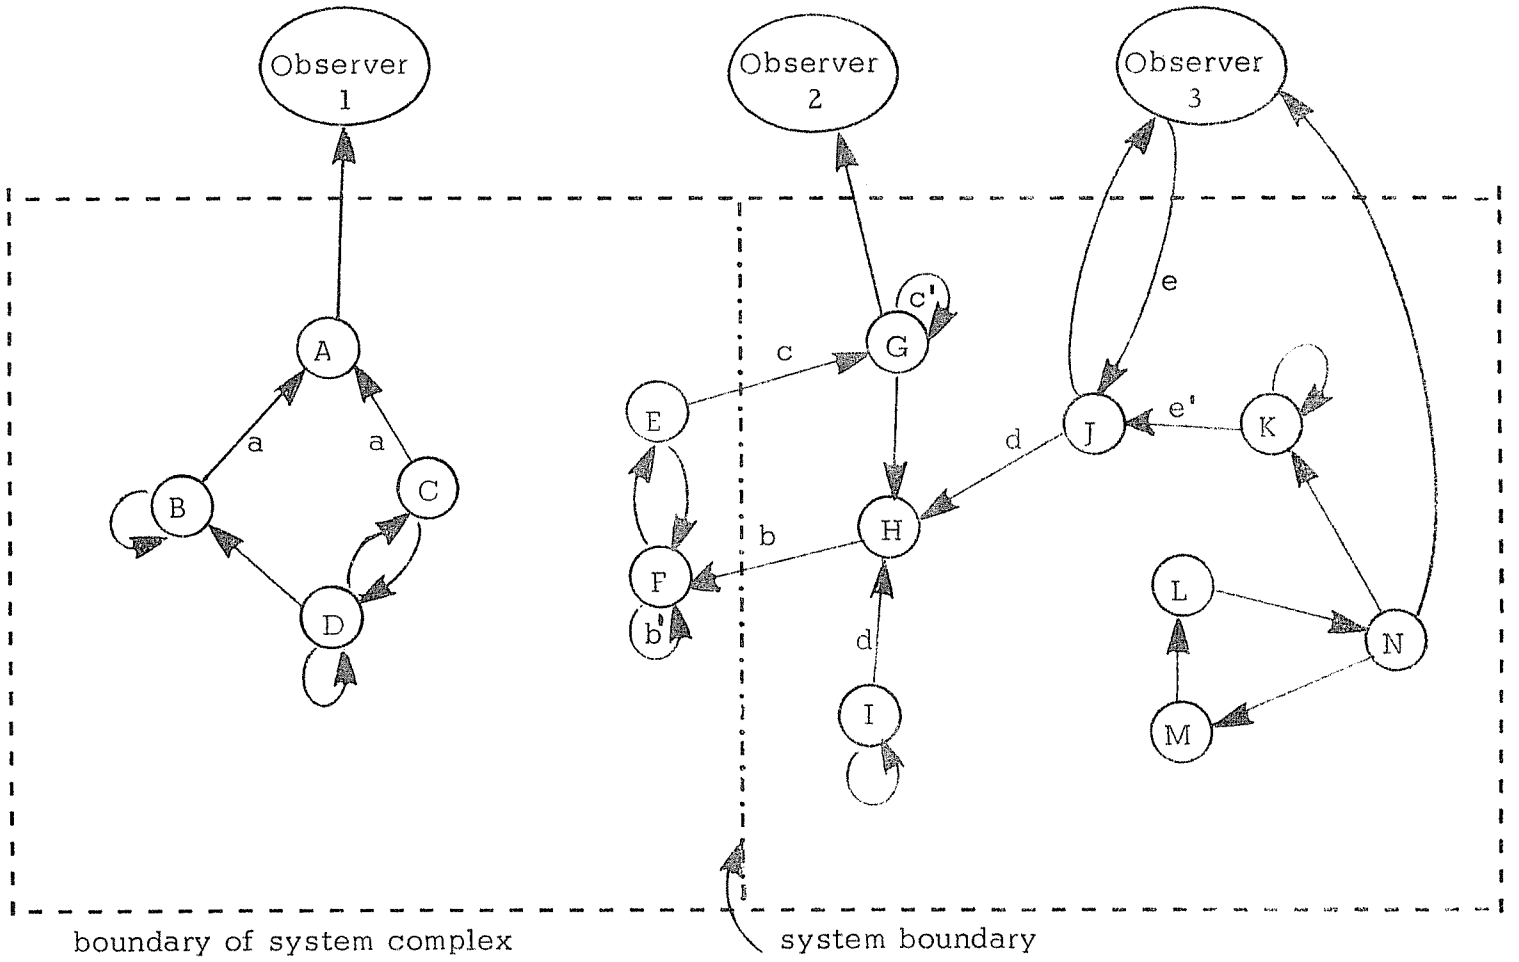 Observer
1
Observer
2
Observer
3
e
c'
G
c
A
E
J
e'
K
a
a
d
B
C
H
b
F
b'
D
d
L
N
I
M
boundary of system complex
system boundary